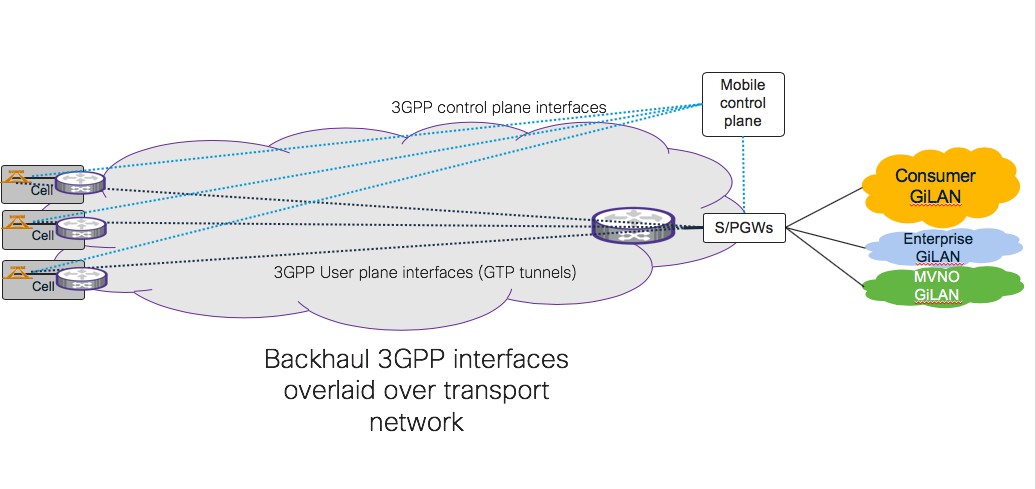 3GPP control plane interfaces
Mobile
control
plane
Cell
Cell
Cell
S/PGWs
Consumer
GiLAN
Enterprise
GiLAN
MVNO
GiLAN
3GPP User plane interfaces (GTP tunnels)
Backhaul 3GPP interfaces
overlaid over transport
network